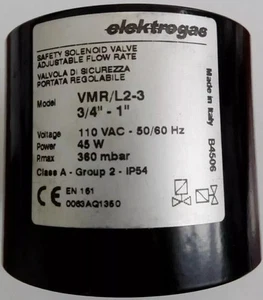 elektrogas
SAFETY SOLENOID VALVE
ADJUSTABLE FLOW RATE
VALVOLA DI SICUREZZA
PORTATA REGOLABILE
Model VMR/L2-3
3/4" - 1"
Voltage 110 VAC - 50/60 Hz
Power 45 W
Pmax 360 mbar
Class A - Group 2 - IP54
CE EN 161
0063AQ1350
Made in Italy
B4506